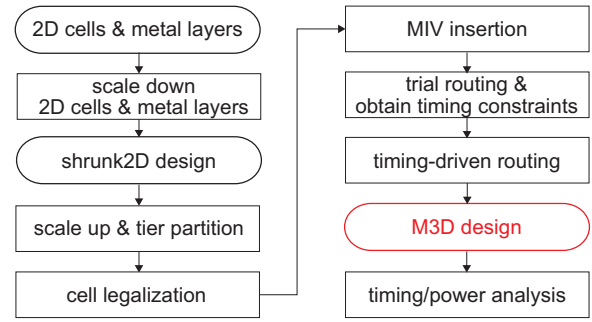 2D cells & metal layers
scale down
2D cells & metal layers
shrunk2D design
scale up & tier partition
cell legalization
MIV insertion
trial routing &
obtain timing constraints
timing-driven routing
M3D design
timing/power analysis